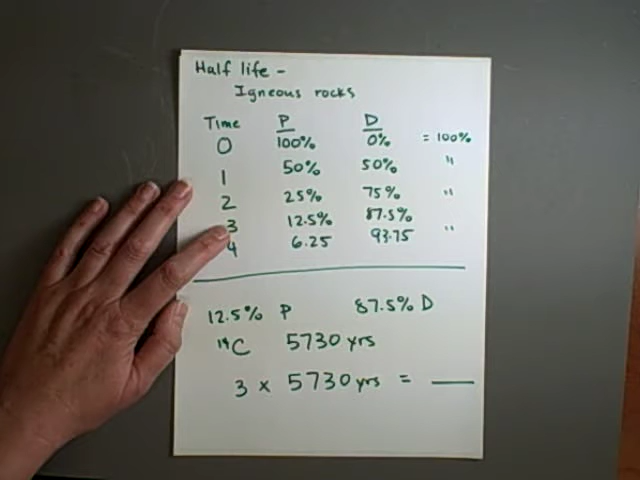 Half life -
Igneous rocks
Time P D
0 100% 0% = 100%
1 50% 50% "
2 25% 75% "
3 12.5% 87.5% "
4 6.25 93.75
12.5% P 87.5% D
¹⁴C 5730 yrs
3 x 5730 yrs = ___